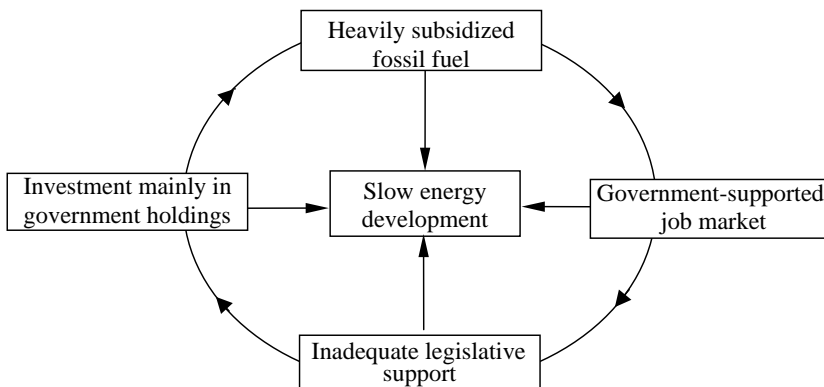 Heavily subsidized
fossil fuel
Investment mainly in
government holdings
Slow energy
development
Government-supported
job market
Inadequate legislative
support